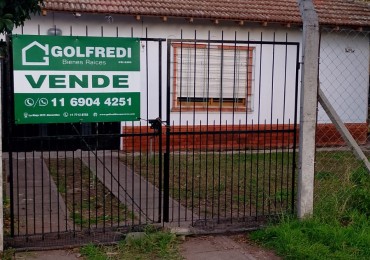 GOLFREDI
Bienes Raíces
VENDE
11 6904 4251